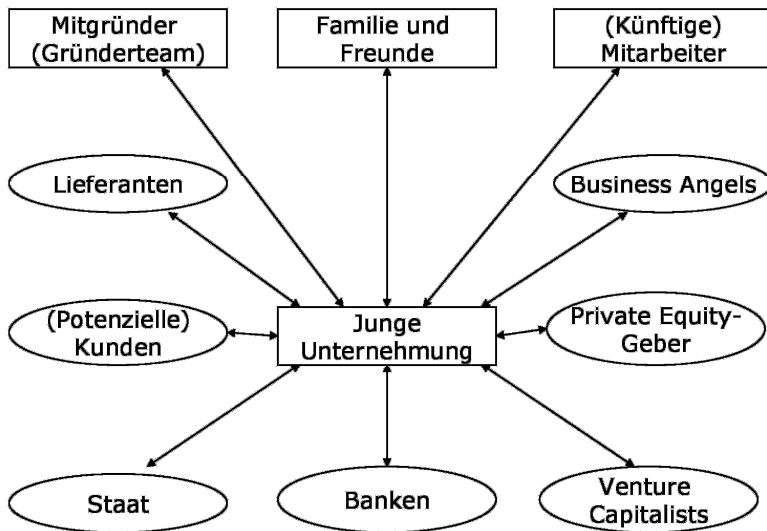 Mitgründer
(Gründerteam)
Familie und
Freunde
(Künftige)
Mitarbeiter
Lieferanten
Business Angels
(Potenzielle)
Kunden
Junge
Unternehmung
Private Equity-
Geber
Staat
Banken
Venture
Capitalists